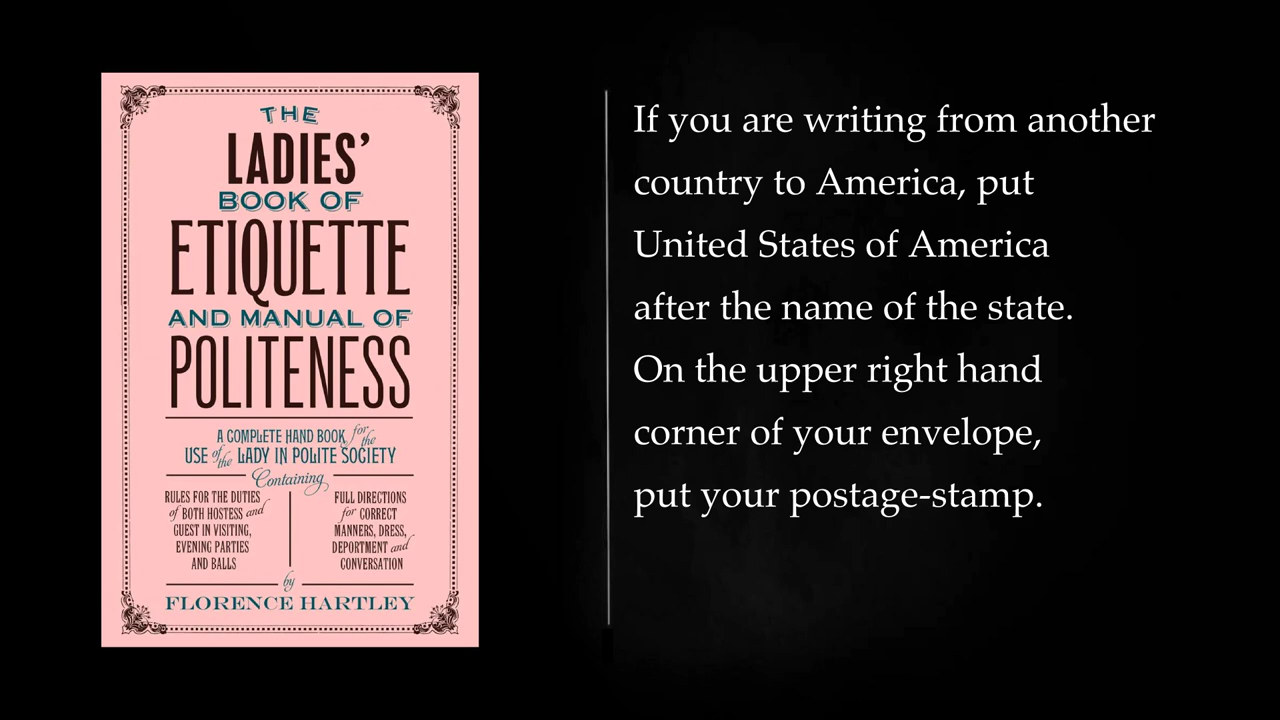 THE
LADIES'
BOOK OF
ETIQUETTE
AND MANUAL OF
POLITENESS
A COMPLETE HAND BOOK for the
USE of the LADY IN POLITE SOCIETY
Containing
RULES FOR THE DUTIES
of BOTH HOSTESS and
GUEST IN VISITING,
EVENING PARTIES
AND BALLS
FULL DIRECTIONS
for CORRECT
MANNERS, DRESS,
DEPORTMENT and
CONVERSATION
by
FLORENCE HARTLEY
If you are writing from another
country to America, put
United States of America
after the name of the state.
On the upper right hand
corner of your envelope,
put your postage-stamp.